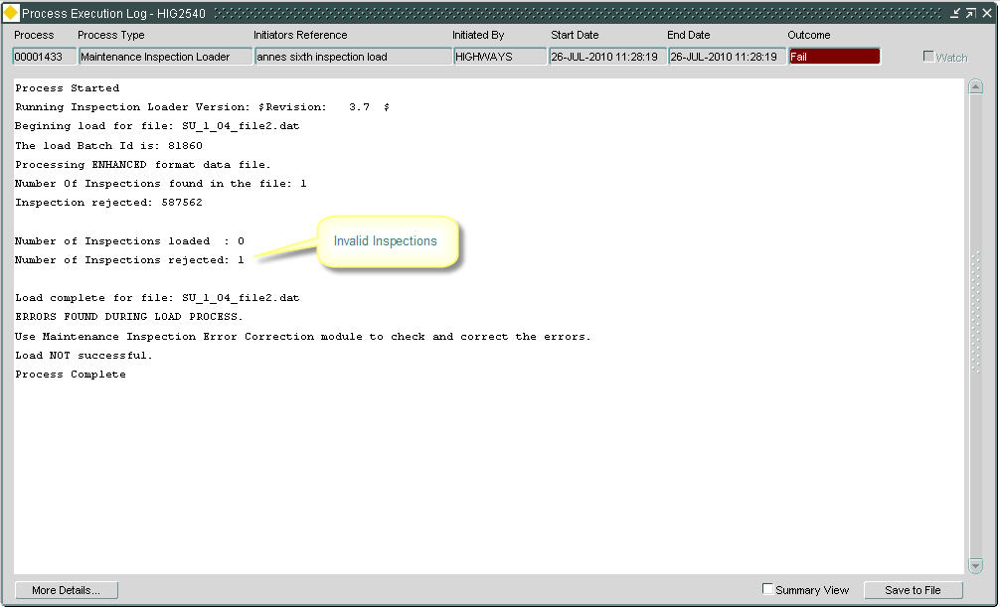 Process Execution Log - HIG2540
Process Process Type Initiators Reference Initiated By Start Date End Date Outcome
00001433 Maintenance Inspection Loader annes sixth inspection load HIGHWAYS 26-JUL-2010 11:28:19 26-JUL-2010 11:28:19 Fail Watch
Process Started
Running Inspection Loader Version: $Revision:   3.7  $
Begining load for file: SU_1_04_file2.dat
The load Batch Id is: 81860
Processing ENHANCED format data file.
Number Of Inspections found in the file: 1
Inspection rejected: 587562
Number of Inspections loaded  : 0
Invalid Inspections
Number of Inspections rejected: 1
Load complete for file: SU_1_04_file2.dat
ERRORS FOUND DURING LOAD PROCESS.
Use Maintenance Inspection Error Correction module to check and correct the errors.
Load NOT successful.
Process Complete
More Details... Summary View Save to File